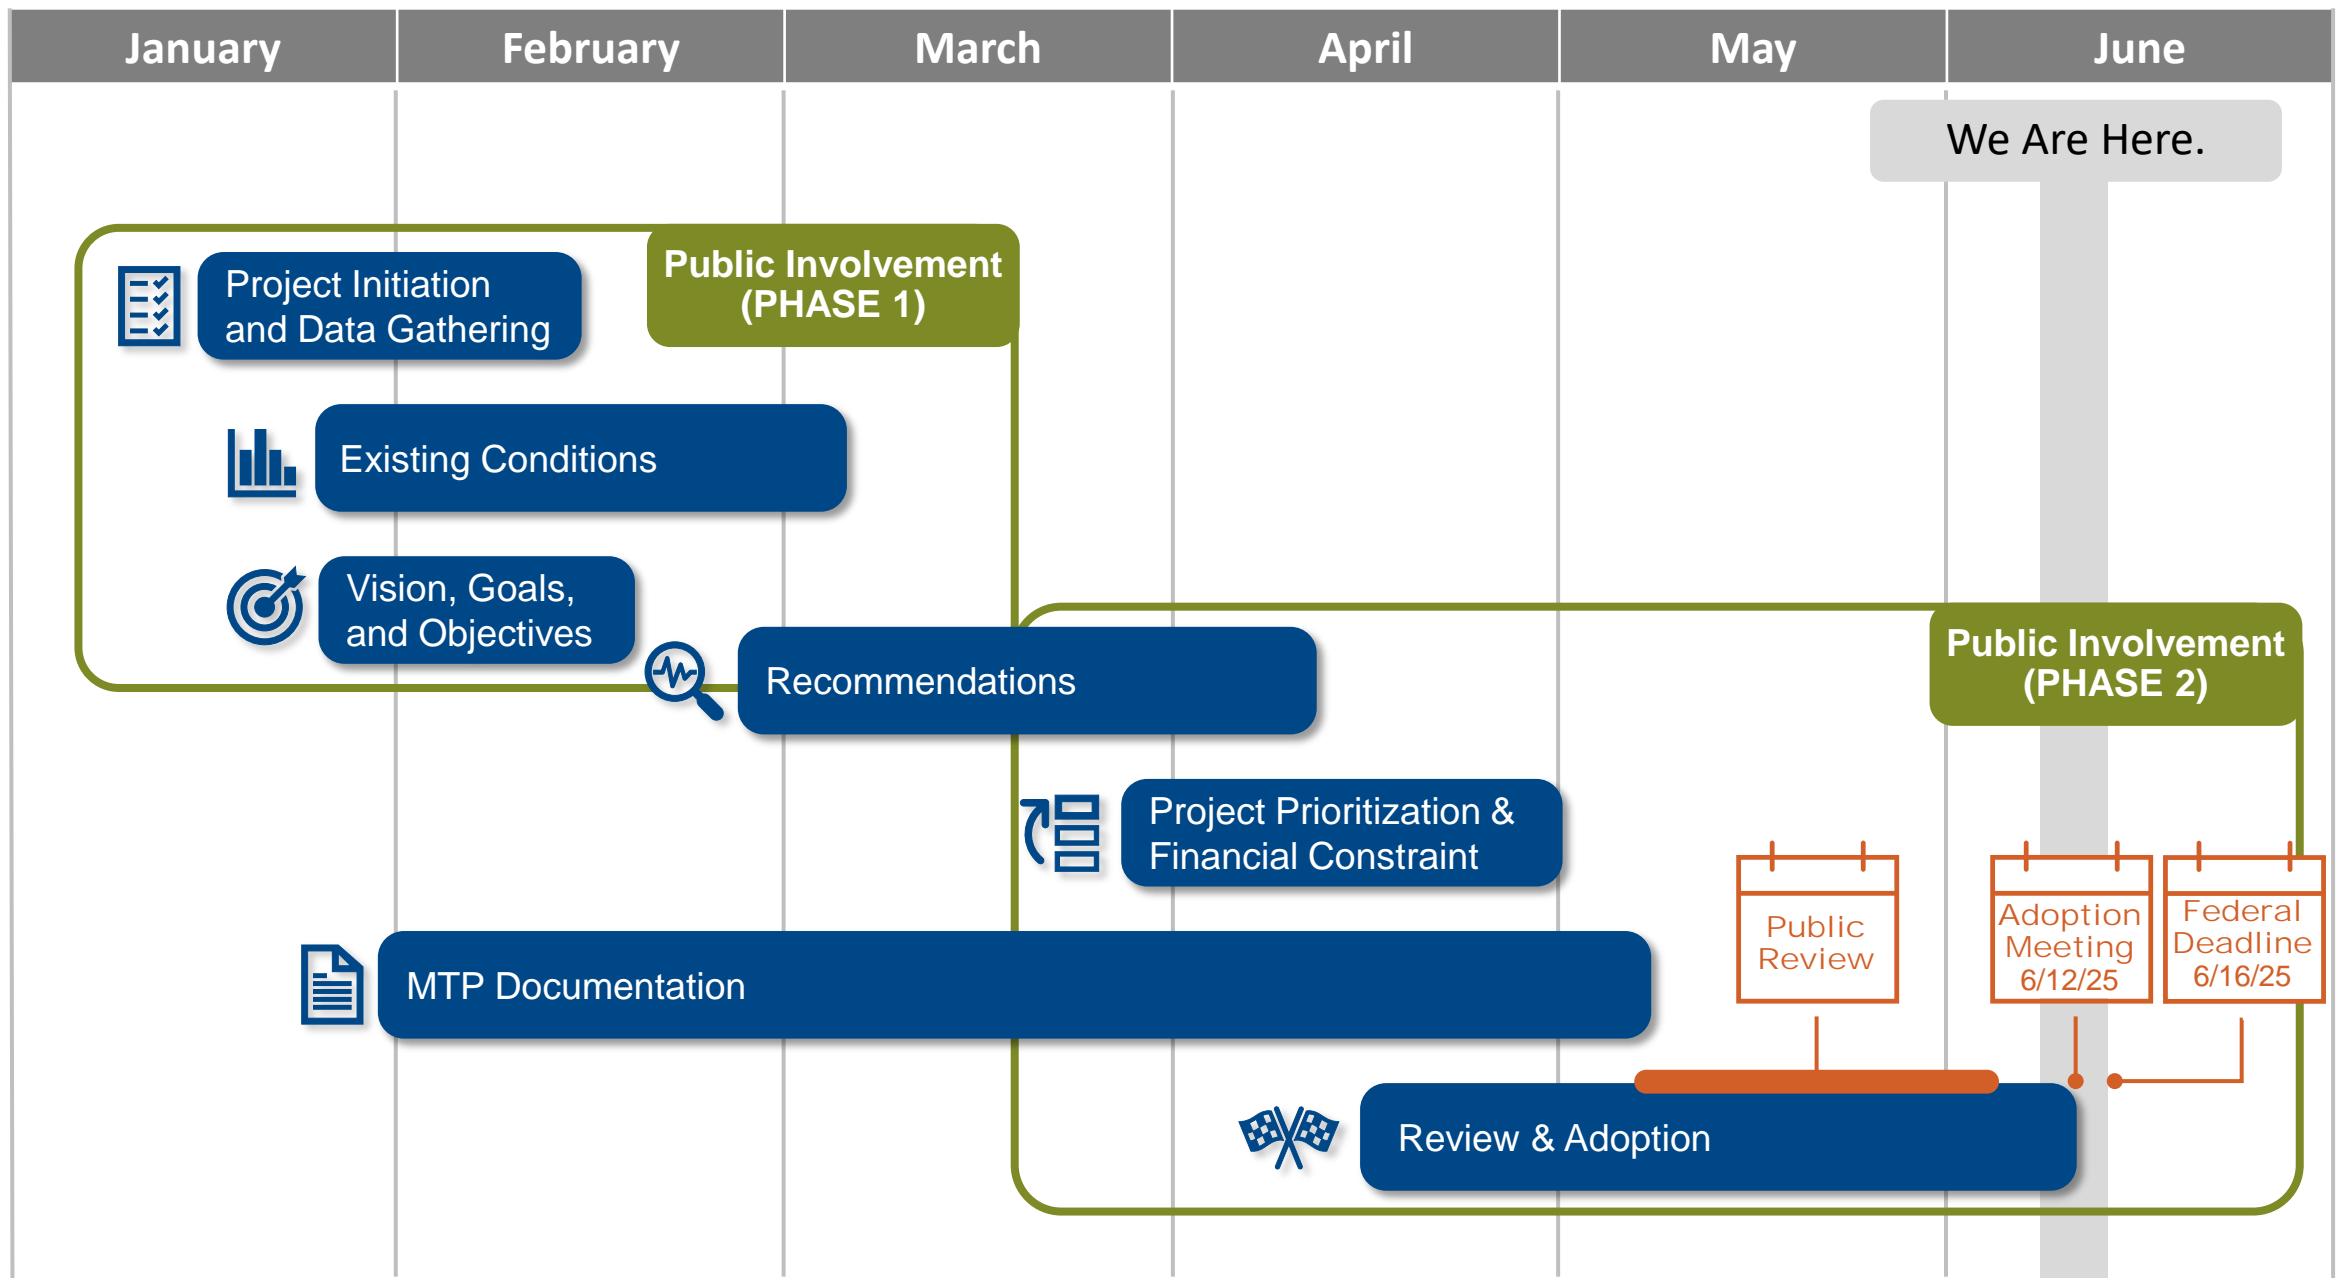 January February March April May June
We Are Here.
Public Involvement
(PHASE 1)
Project Initiation
and Data Gathering
Existing Conditions
Vision, Goals,
and Objectives
Recommendations
Public Involvement
(PHASE 2)
Project Prioritization &
Financial Constraint
Public
Review
Adoption
Meeting
6/12/25
Federal
Deadline
6/16/25
MTP Documentation
Review & Adoption